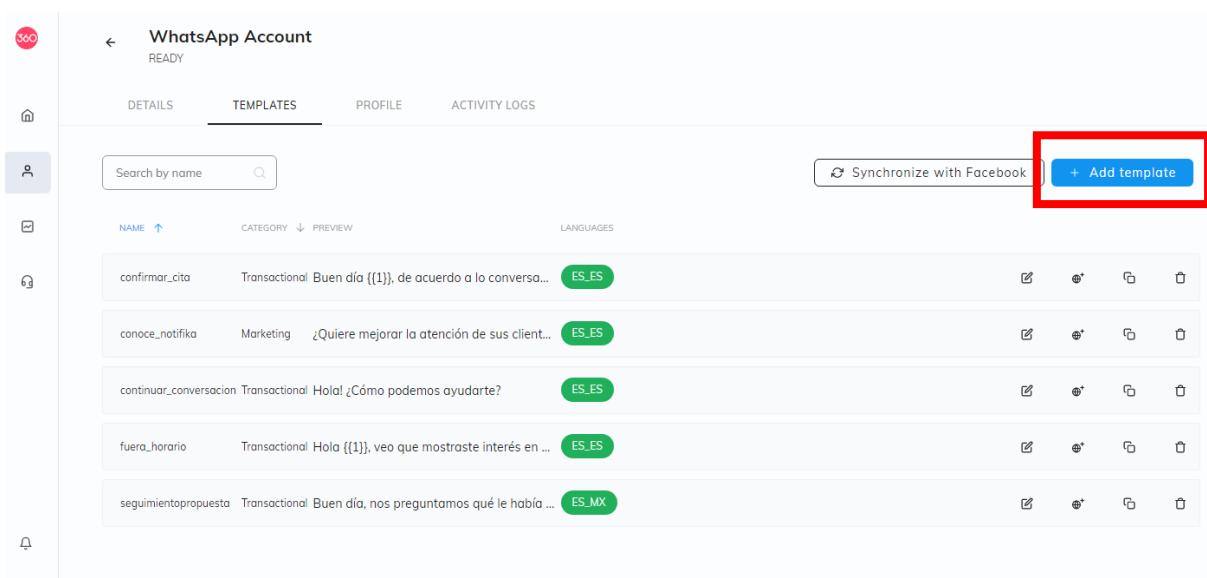 360
WhatsApp Account
READY
DETAILS TEMPLATES PROFILE ACTIVITY LOGS
Search by name
Synchronize with Facebook
+ Add template
NAME CATEGORY PREVIEW LANGUAGES
confirmar_cita Transactional Buen día {{1}}, de acuerdo a lo conversa... ES_ES
conoce_notifika Marketing ¿Quiere mejorar la atención de sus client... ES_ES
continuar_conversacion Transactional Hola! ¿Cómo podemos ayudarte? ES_ES
fuera_horario Transactional Hola {{1}}, veo que mostraste interés en ... ES_ES
seguimientopropuesta Transactional Buen día, nos preguntamos qué le había ... ES_MX